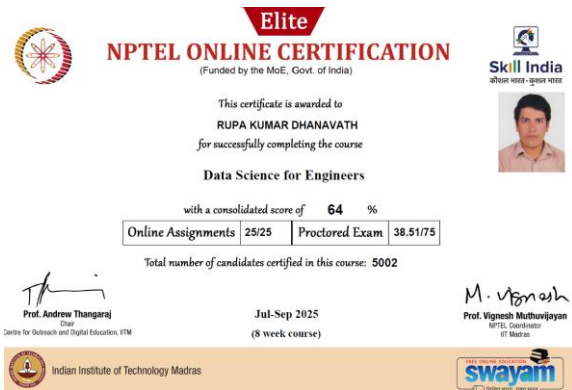 Elite
NPTEL ONLINE CERTIFICATION
(Funded by the MoE, Govt. of India)
Skill India
कौशल भारत-कुशल भारत
This certificate is awarded to
RUPA KUMAR DHANAVATH
for successfully completing the course
Data Science for Engineers
with a consolidated score of 64 %
Online Assignments 25/25 Proctored Exam 38.51/75
Total number of candidates certified in this course: 5002
M. Vignesh
Prof. Andrew Thangaraj
Chair
Centre for Outreach and Digital Education, IITM
Jul-Sep 2025
(8 week course)
Prof. Vignesh Muthuvijayan
NPTEL Coordinator
IIT Madras
Indian Institute of Technology Madras
FREE ONLINE EDUCATION
swayam